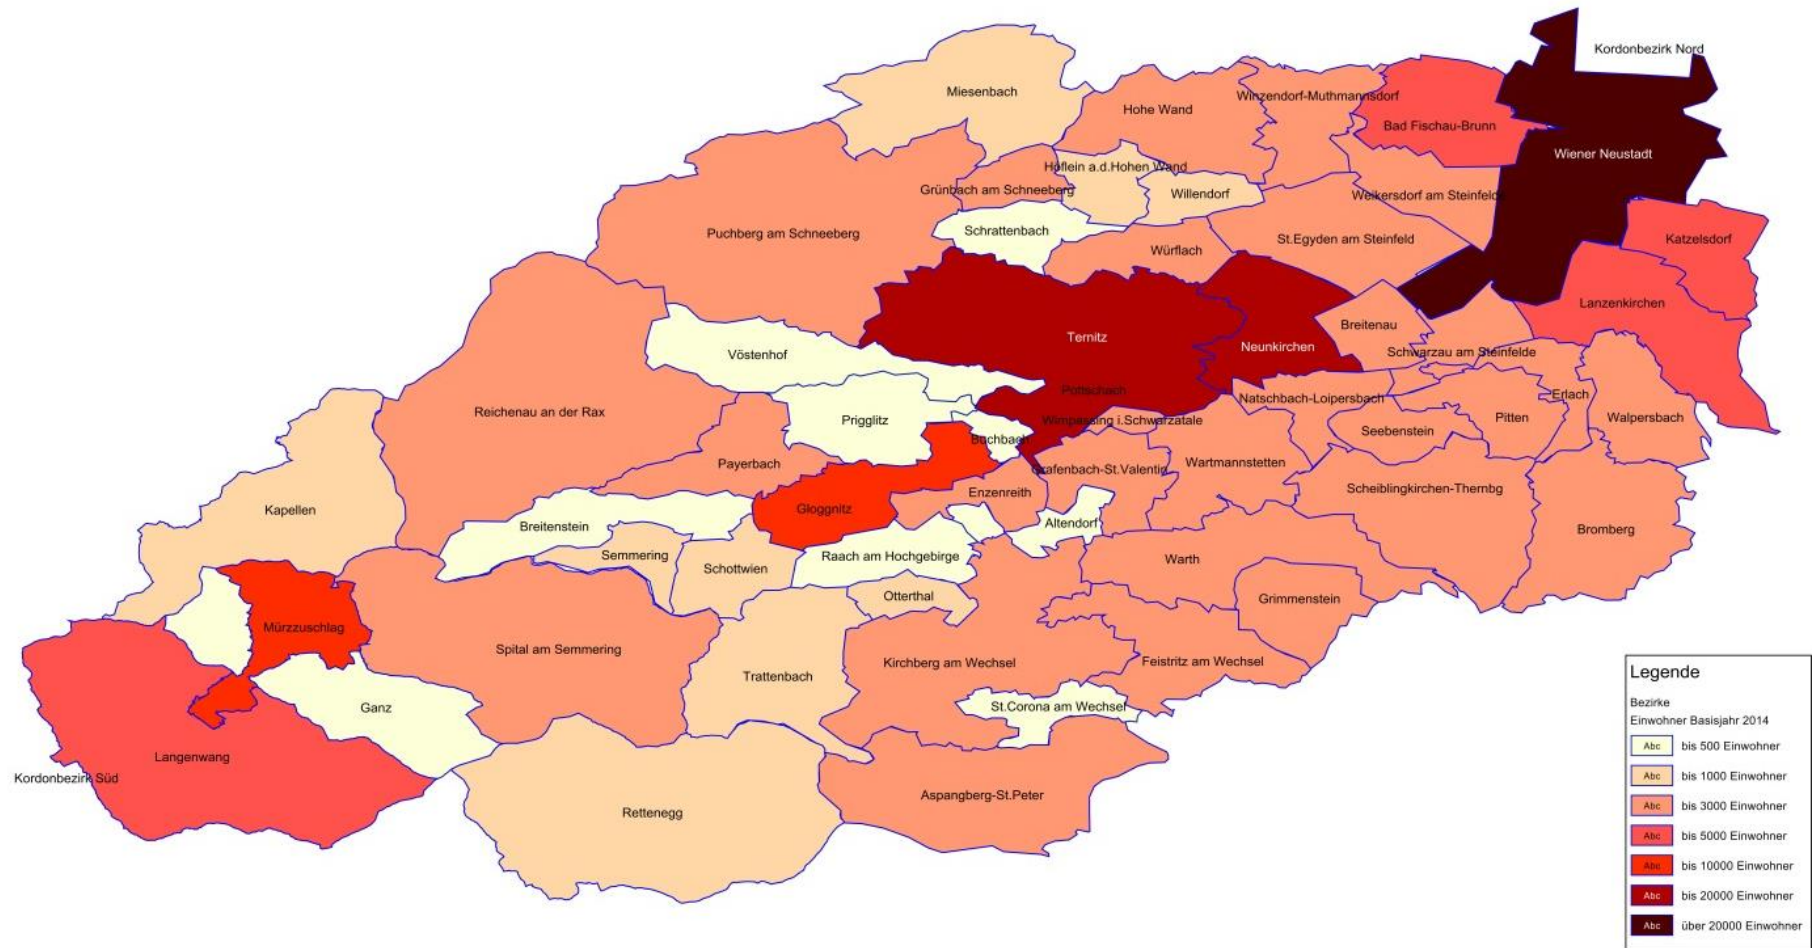 Kordonbezirk Nord
Miesenbach
Hohe Wand
Winzendorf-Muthmannsdorf
Bad Fischau-Brunn
Wiener Neustadt
Höflein a.d.Hohen Wand
Grünbach am Schneeberg
Willendorf
Weikersdorf am Steinfelde
Puchberg am Schneeberg
Schrattenbach
Würflach
St.Egyden am Steinfeld
Katzelsdorf
Lanzenkirchen
Breitenau
Ternitz
Neunkirchen
Vöstenhof
Schwarzau am Steinfelde
Pottschach
Erlach
Natschbach-Loipersbach
Reichenau an der Rax
Prigglitz
Wimpassing i.Schwarzatale
Pitten
Walpersbach
Seebenstein
Buchbach
Payerbach
Grafenbach-St.Valentin
Wartmannstetten
Scheiblingkirchen-Thernbg
Enzenreith
Kapellen
Gloggnitz
Altendorf
Breitenstein
Bromberg
Semmering
Raach am Hochgebirge
Warth
Schottwien
Otterthal
Grimmenstein
Mürzzuschlag
Spital am Semmering
Kirchberg am Wechsel
Feistritz am Wechsel
Trattenbach
Ganz
St.Corona am Wechsel
Langenwang
Kordonbezirk Süd
Aspangberg-St.Peter
Rettenegg
Legende
Bezirke
Einwohner Basisjahr 2014
Abc bis 500 Einwohner
Abc bis 1000 Einwohner
Abc bis 3000 Einwohner
Abc bis 5000 Einwohner
Abc bis 10000 Einwohner
Abc bis 20000 Einwohner
Abc über 20000 Einwohner